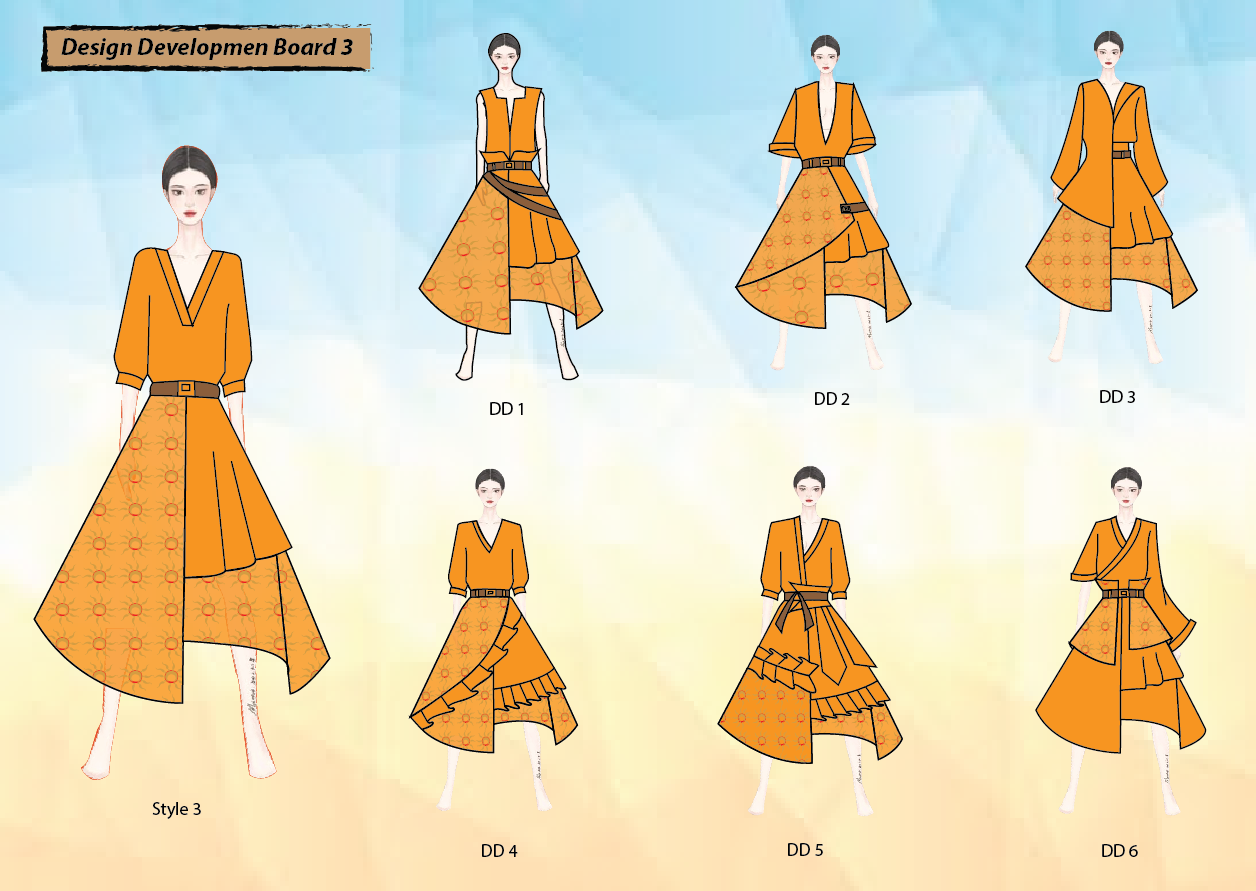 Design Developmen Board 3
DD 1
DD 2
DD 3
Style 3
DD 4
DD 5
DD 6